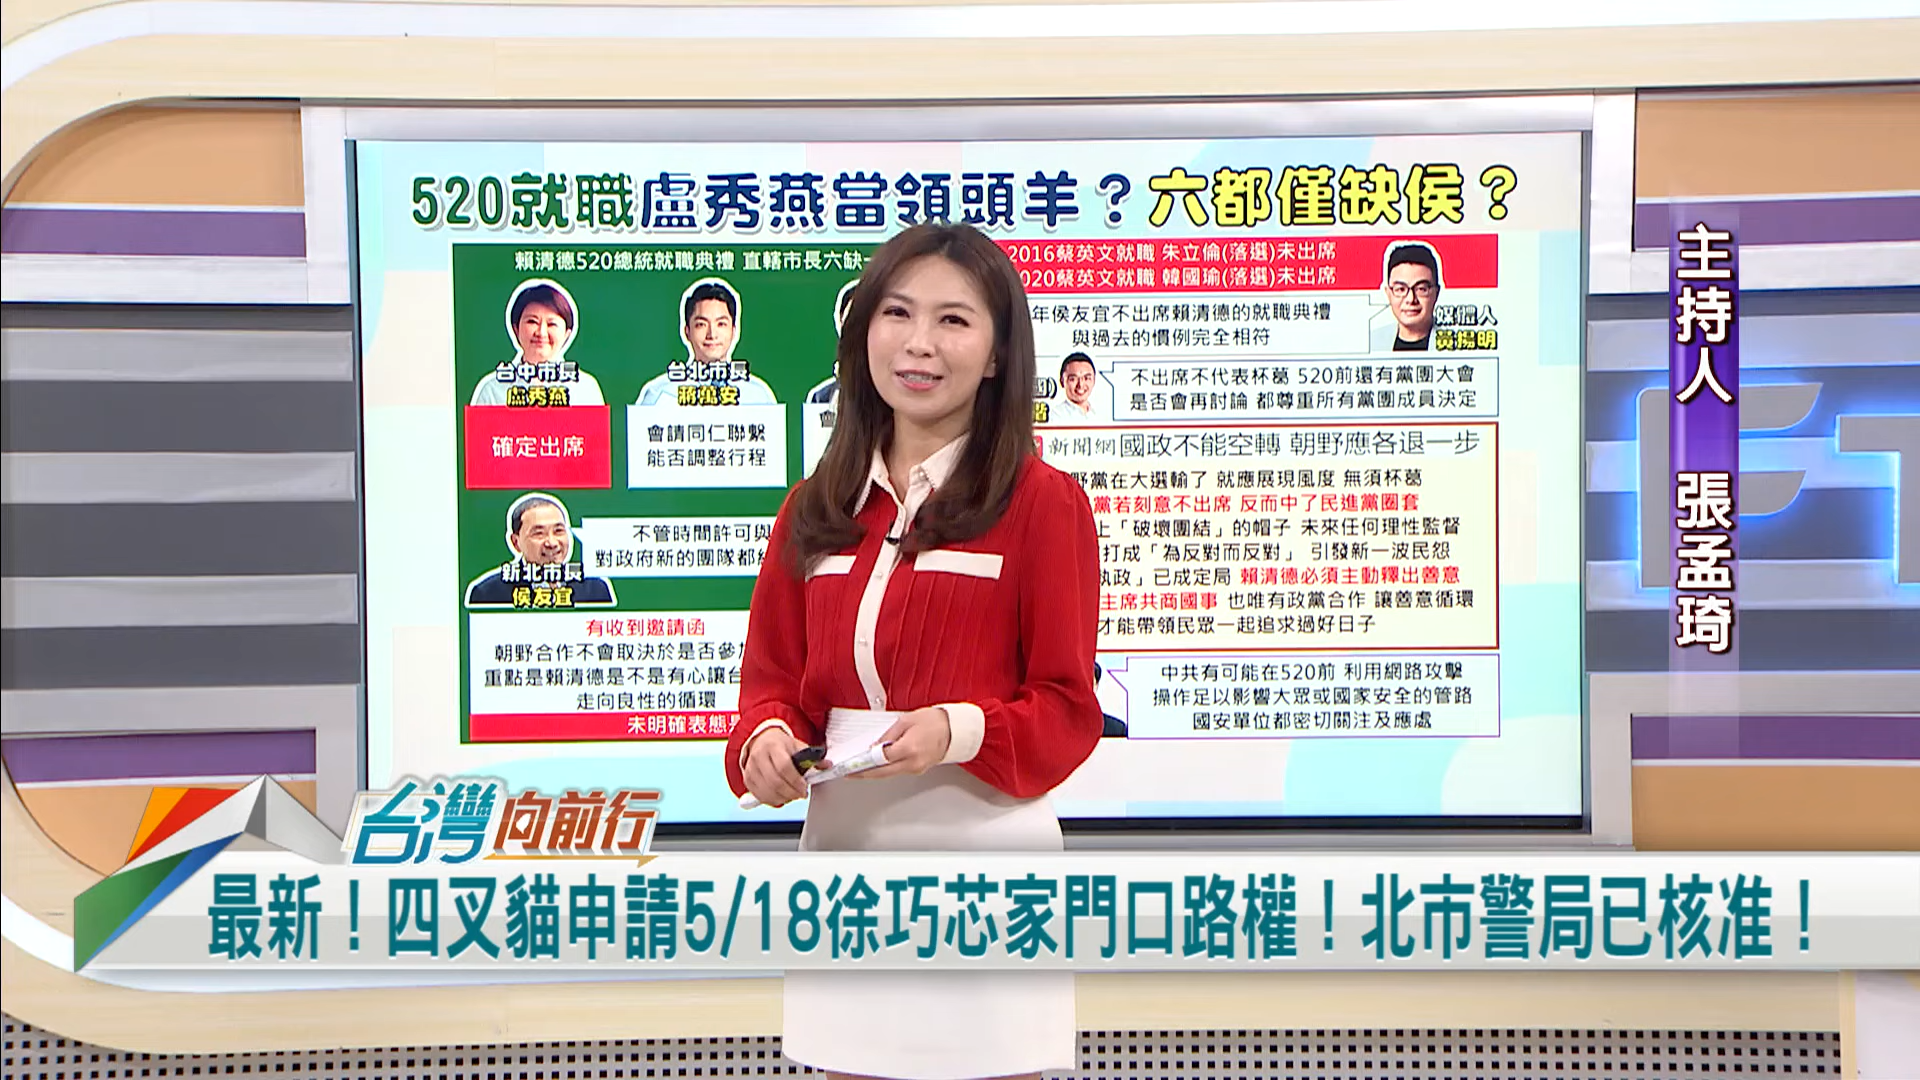 520就職盧秀燕當領頭羊？六都僅缺侯？
賴清德520總統就職典禮 直轄市長六缺一
台中市長
盧秀燕
確定出席
台北市長
蔣萬安
會請同仁聯繫
能否調整行程
新北市長
侯友宜
不管時間許可與
對政府新的團隊都
有收到邀請函
朝野合作不會取決於是否參
重點是賴清德是不是有心讓台
走向良性的循環
未明確表態
2016蔡英文就職 朱立倫(落選)未出席
020蔡英文就職 韓國瑜(落選)未出席
年侯友宜不出席賴清德的就職典禮
與過去的慣例完全相符
媒體人
黃揚明
不出席不代表杯葛 520前還有黨團大會
是否會再討論 都尊重所有黨團成員決定
新聞網 國政不能空轉 朝野應各退一步
野黨在大選輸了 就應展現風度 無須杯葛
黨若刻意不出席 反而中了民進黨圈套
上「破壞團結」的帽子 未來任何理性監督
打成「為反對而反對」 引發新一波民怨
執政」已成定局 賴清德必須主動釋出善意
主席共商國事 也唯有政黨合作 讓善意循環
才能帶領民眾一起追求過好日子
中共有可能在520前 利用網路攻擊
操作足以影響大眾或國家安全的管路
國安單位都密切關注及應處
主持人 張孟琦
台灣向前行
最新！四叉貓申請5/18徐巧芯家門口路權！北市警局已核准！